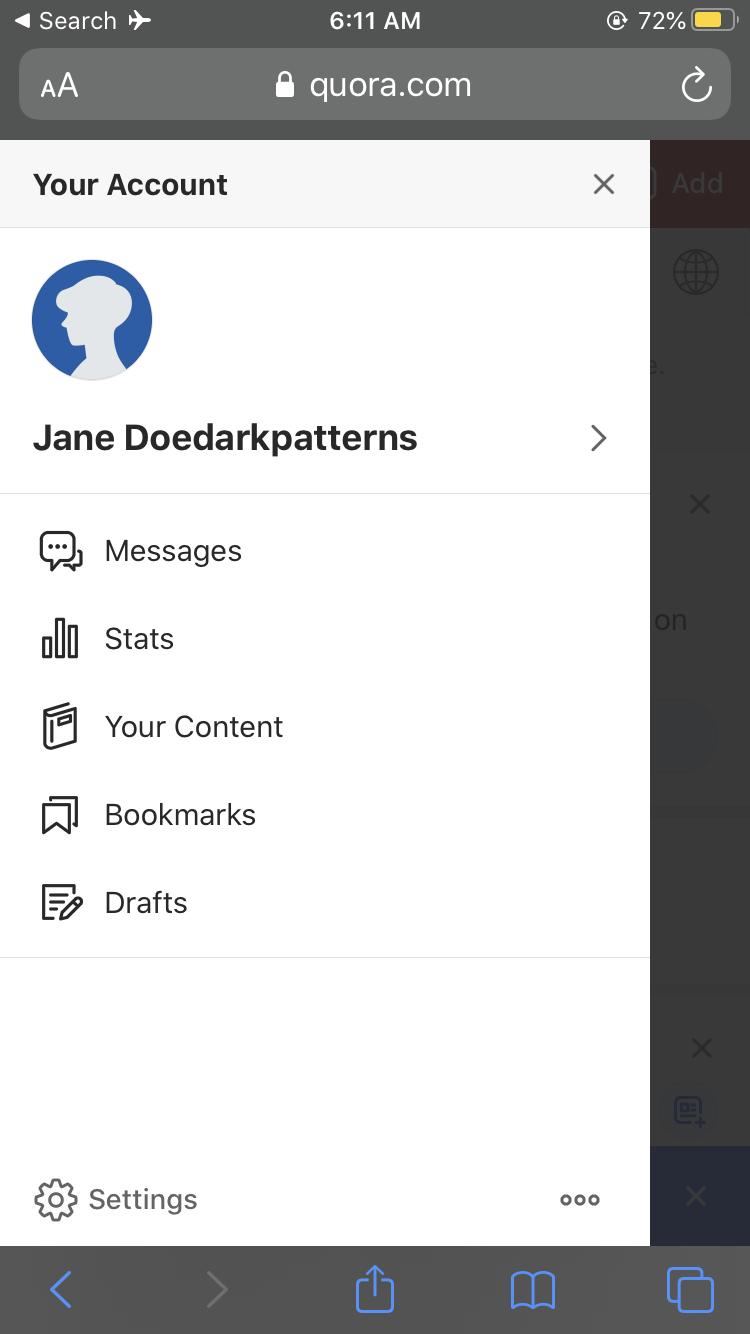 Search
6:11 AM
72%
AA
quora.com
Your Account
Add
e.
Jane Doedarkpatterns
Messages
on
Stats
Your Content
Bookmarks
Drafts
Settings